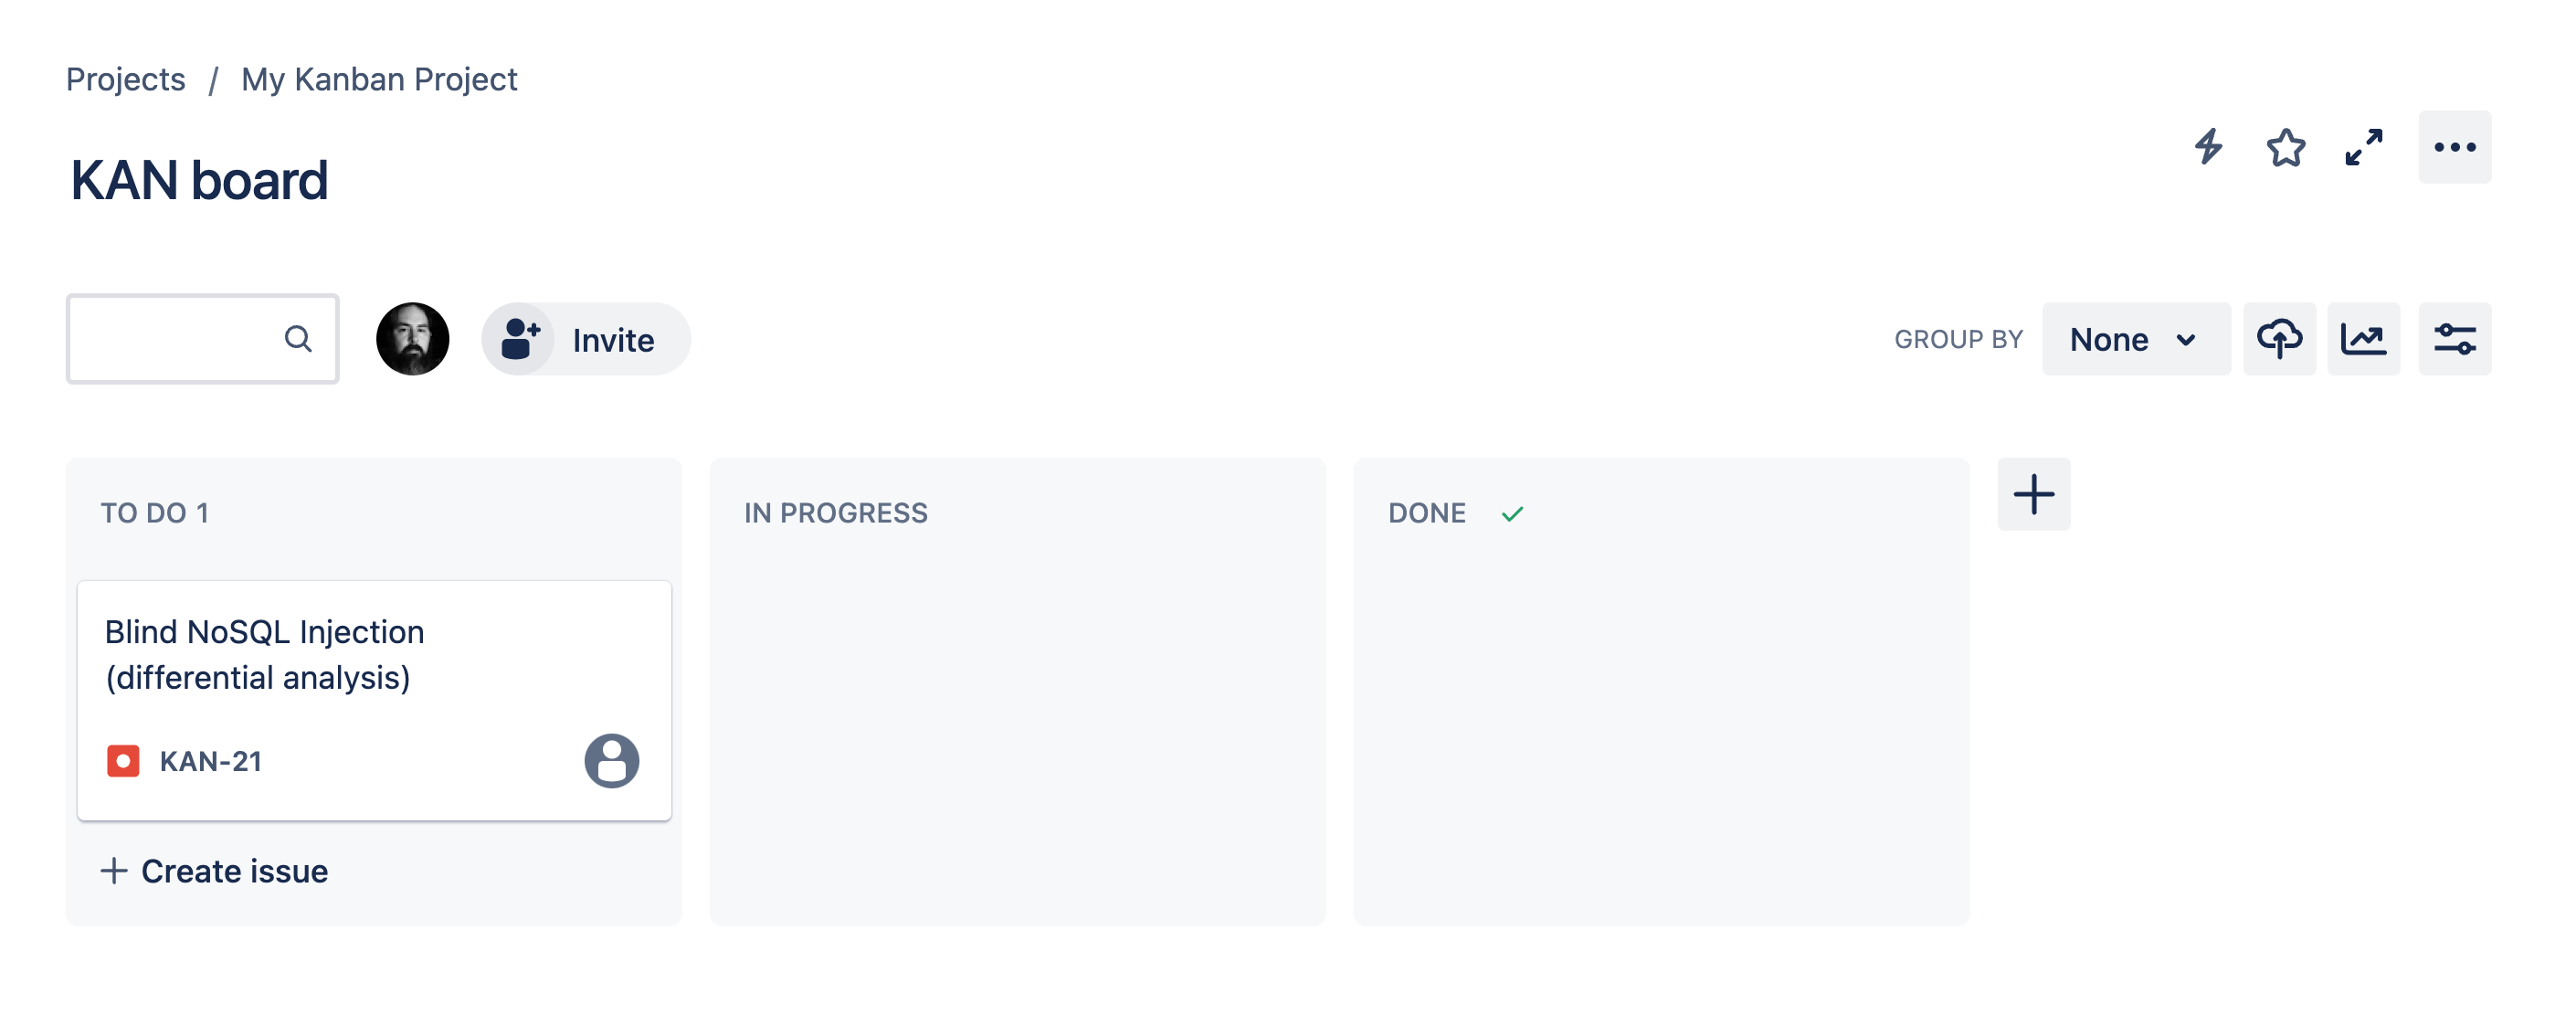 Projects / My Kanban Project
KAN board
Invite
GROUP BY None
TO DO 1
IN PROGRESS
DONE
Blind NoSQL Injection
(differential analysis)
KAN-21
Create issue